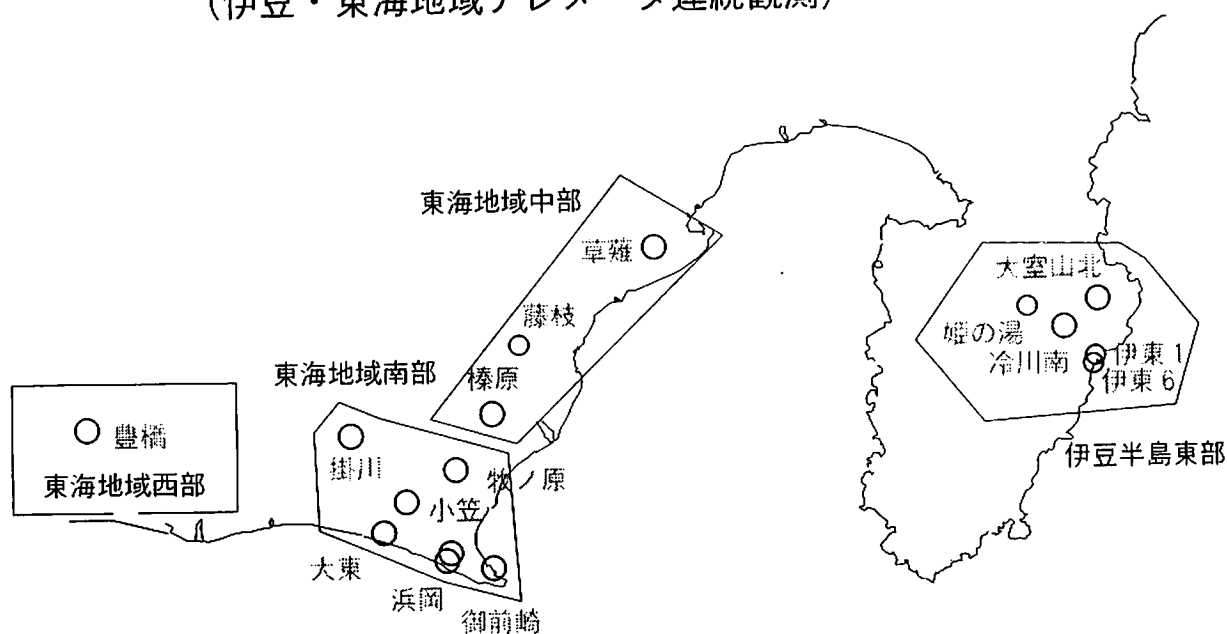 (伊豆・東海地域テレメータ連続観測)
東海地域中部
草薙
藤枝
榛原
東海地域南部
掛川
牧ノ原
小笠
大東
浜岡
御前崎
豊橋
東海地域西部
大室山北
姫の湯
冷川南
伊東1
伊東6
伊豆半島東部